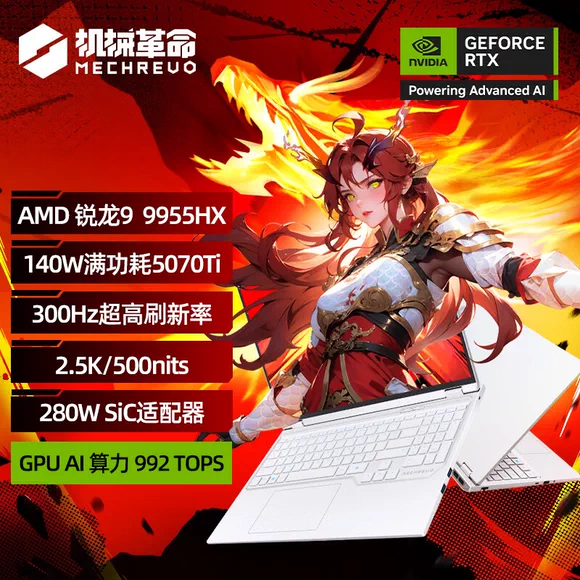 机械革命
MECHREVO
NVIDIA
GEFORCE
RTX
Powering Advanced AI
AMD 锐龙9 9955HX
140W满功耗5070Ti
300Hz超高刷新率
2.5K/500nits
280W SiC适配器
GPU AI 算力 992 TOPS
MECHREVO